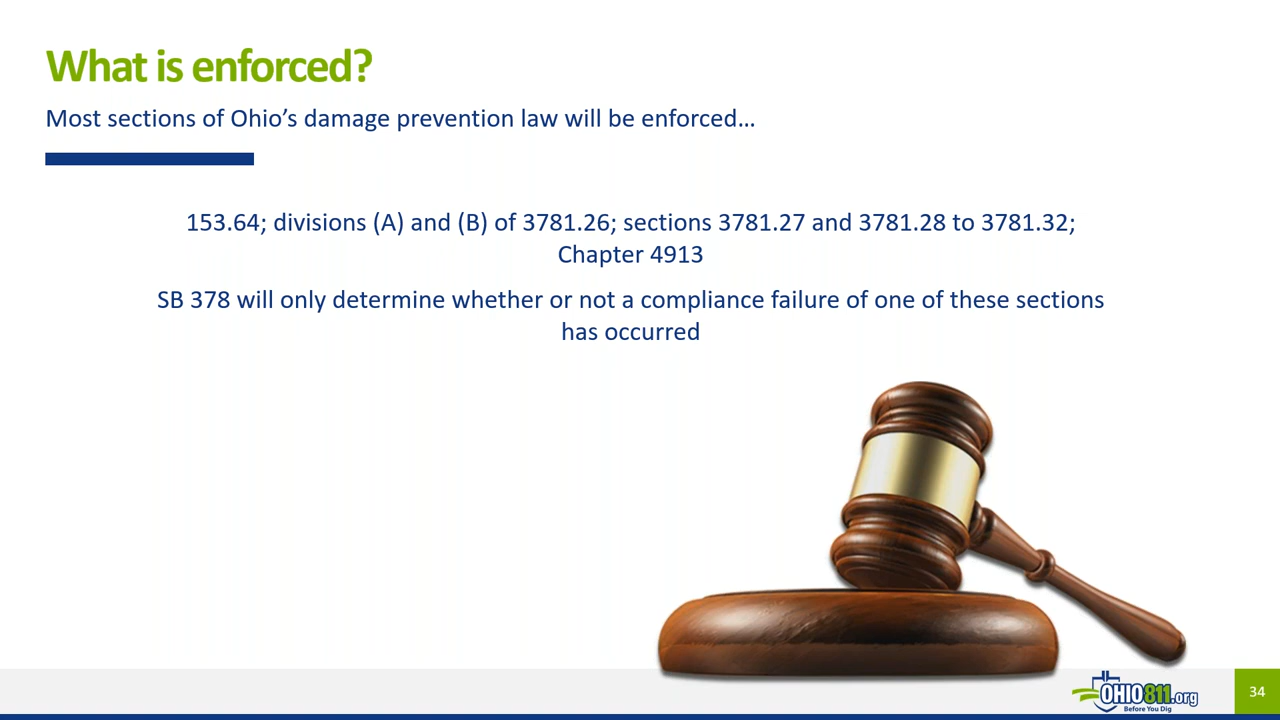 What is enforced?
Most sections of Ohio’s damage prevention law will be enforced…
153.64; divisions (A) and (B) of 3781.26; sections 3781.27 and 3781.28 to 3781.32;
Chapter 4913
SB 378 will only determine whether or not a compliance failure of one of these sections
has occurred
OHIO811.org
Before You Dig
34